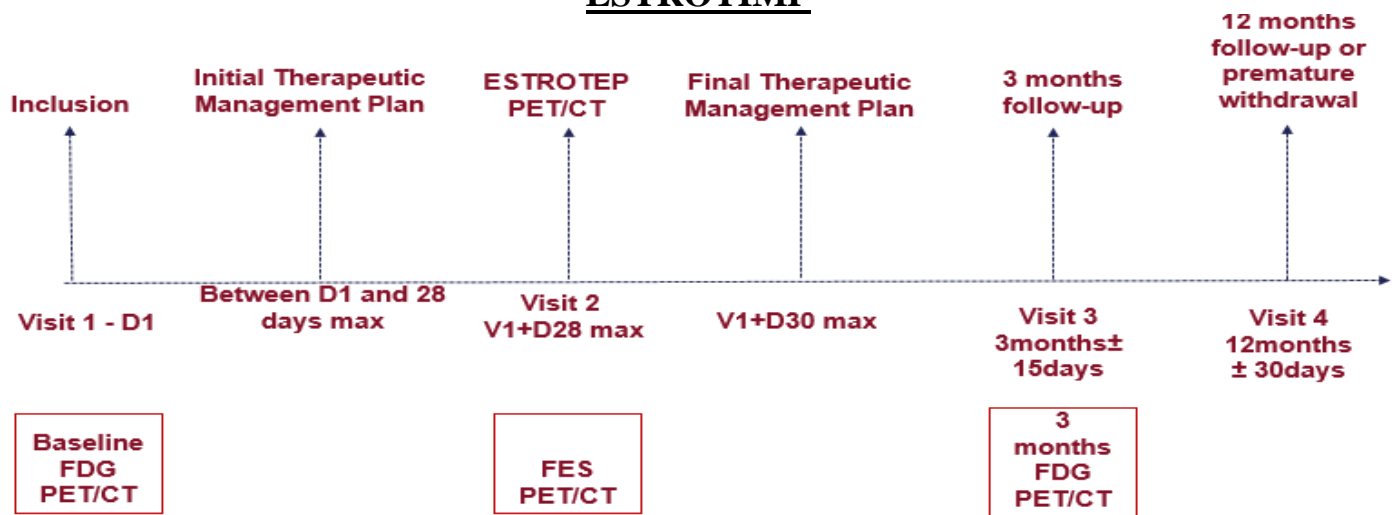 ESTROTIMP
Inclusion
Initial Therapeutic
Management Plan
ESTROTEP
PET/CT
Final Therapeutic
Management Plan
3 months
follow-up
12 months
follow-up or
premature
withdrawal
Visit 1 - D1
Between D1 and 28
days max
Visit 2
V1+D28 max
V1+D30 max
Visit 3
3months±
15days
Visit 4
12months
± 30days
Baseline
FDG
PET/CT
FES
PET/CT
3
months
FDG
PET/CT